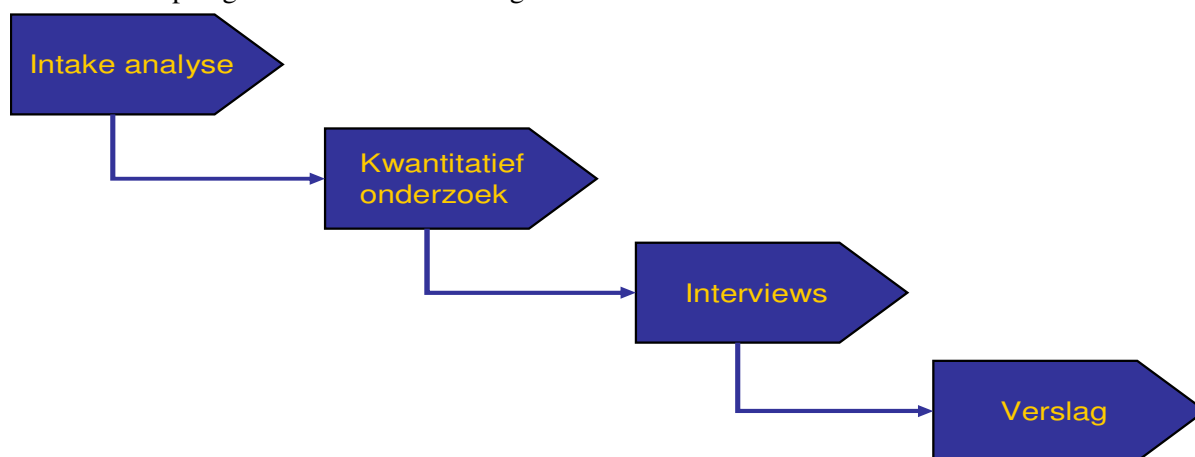 Intake analyse
Kwantitatief
onderzoek
Interviews
Verslag